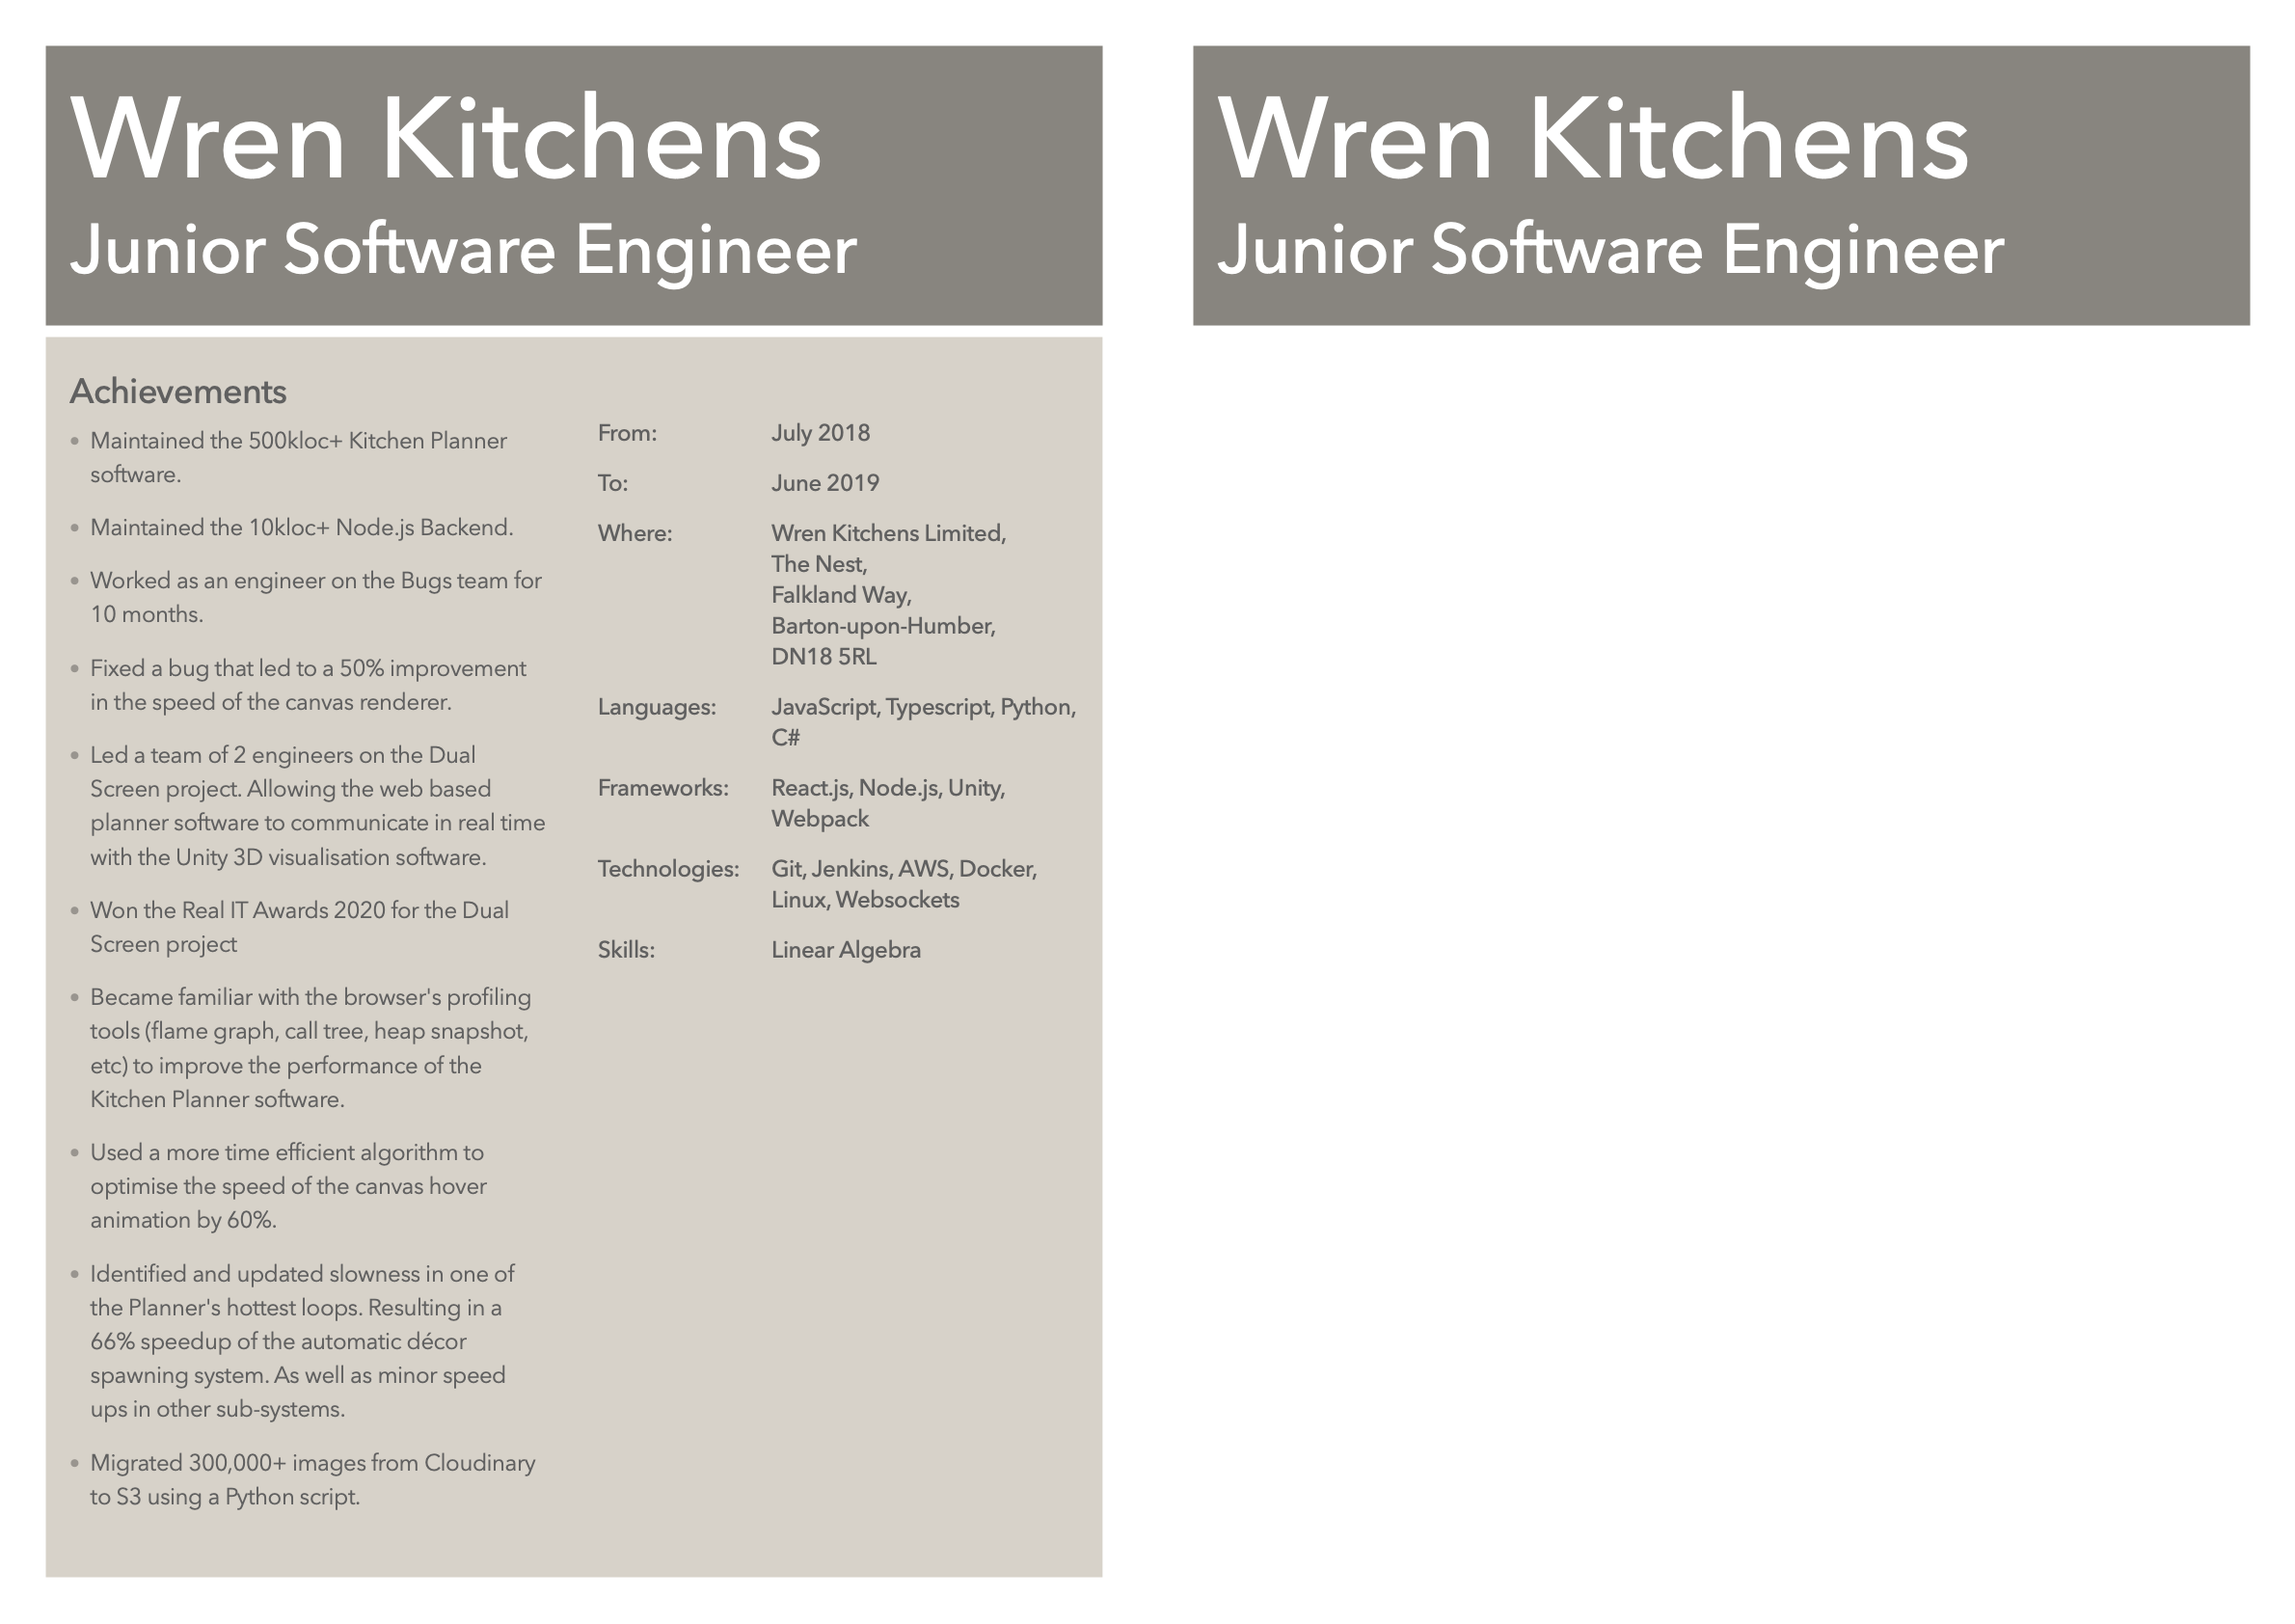 Wren Kitchens
Junior Software Engineer
Achievements
• Maintained the 500kloc+ Kitchen Planner
software.
• Maintained the 10kloc+ Node.js Backend.
• Worked as an engineer on the Bugs team for
10 months.
• Fixed a bug that led to a 50% improvement
in the speed of the canvas renderer.
• Led a team of 2 engineers on the Dual
Screen project. Allowing the web based
planner software to communicate in real time
with the Unity 3D visualisation software.
• Won the Real IT Awards 2020 for the Dual
Screen project
• Became familiar with the browser's profiling
tools (flame graph, call tree, heap snapshot,
etc) to improve the performance of the
Kitchen Planner software.
• Used a more time efficient algorithm to
optimise the speed of the canvas hover
animation by 60%.
• Identified and updated slowness in one of
the Planner's hottest loops. Resulting in a
66% speedup of the automatic décor
spawning system. As well as minor speed
ups in other sub-systems.
• Migrated 300,000+ images from Cloudinary
to S3 using a Python script.
From: July 2018
To: June 2019
Where: Wren Kitchens Limited,
The Nest,
Falkland Way,
Barton-upon-Humber,
DN18 5RL
Languages: JavaScript, Typescript, Python,
C#
Frameworks: React.js, Node.js, Unity,
Webpack
Technologies: Git, Jenkins, AWS, Docker,
Linux, Websockets
Skills: Linear Algebra
Wren Kitchens
Junior Software Engineer